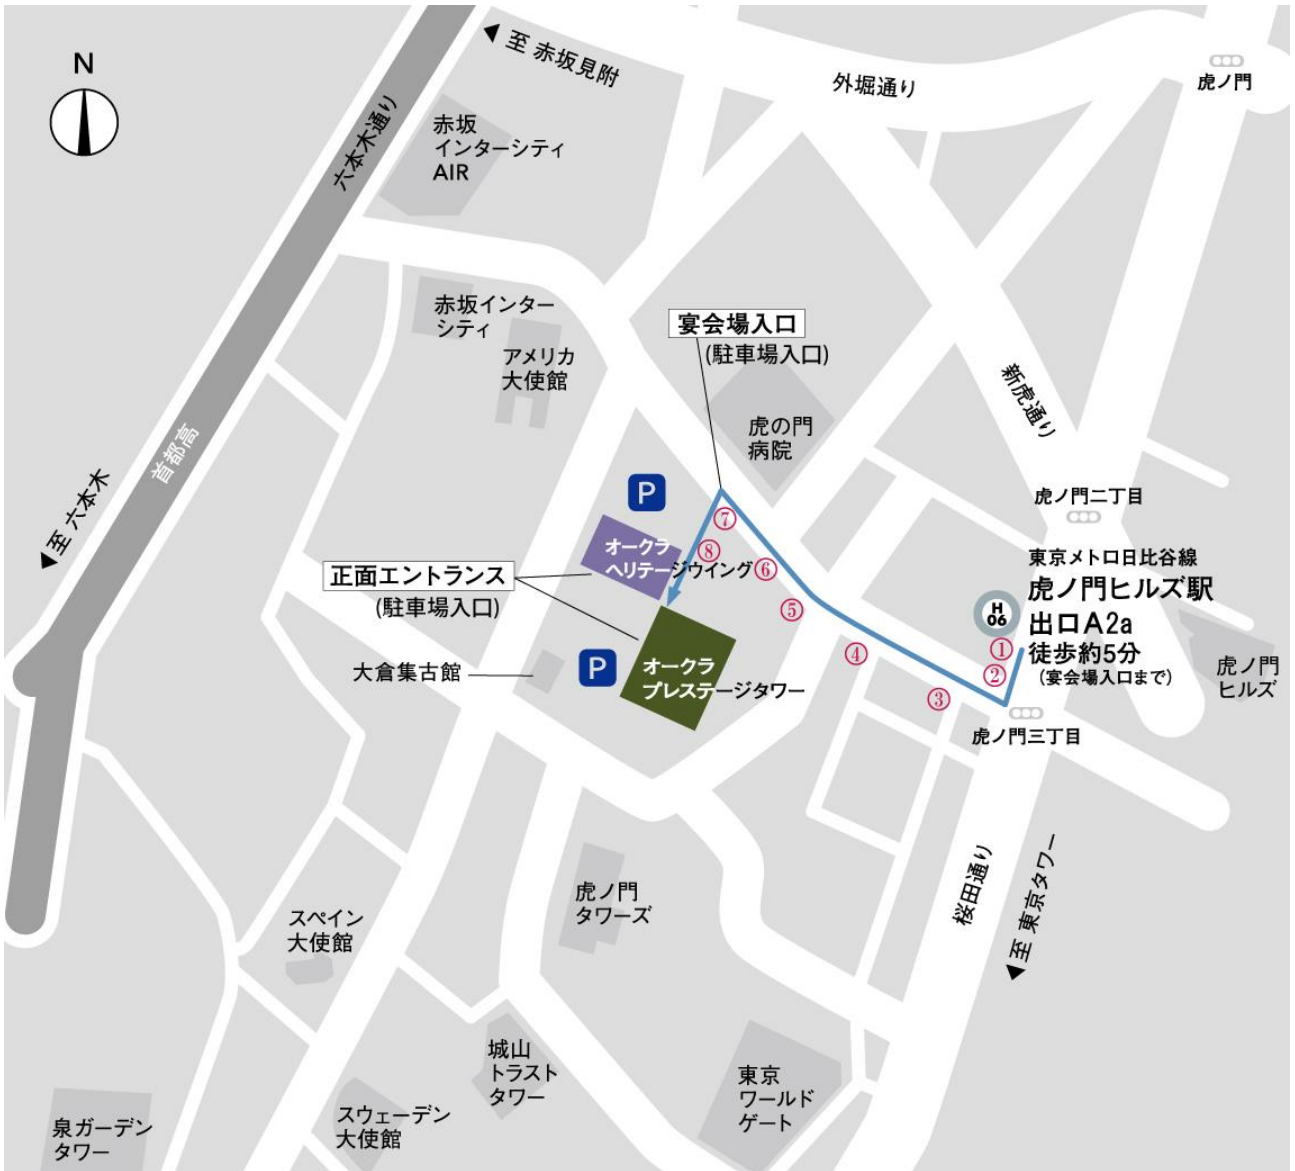 N
◀至 赤坂見附
外堀通り
虎ノ門
六本木通り
赤坂
インターシティ
AIR
赤坂インター
シティ
アメリカ
大使館
宴会場入口
(駐車場入口)
虎の門
病院
新虎通り
首都高
◀至 六本木
P
虎ノ門二丁目
東京メトロ日比谷線
虎ノ門ヒルズ駅
出口A2a
徒歩約5分
(宴会場入口まで)
H
06
正面エントランス
(駐車場入口)
オークラ
ヘリテージウイング
⑦
⑧
⑥
⑤
④
③
②
①
虎ノ門
ヒルズ
大倉集古館
P
オークラ
プレステージタワー
虎ノ門三丁目
桜田通り
◀至 東京タワー
虎ノ門
タワーズ
スペイン
大使館
城山
トラスト
タワー
東京
ワールド
ゲート
スウェーデン
大使館
泉ガーデン
タワー